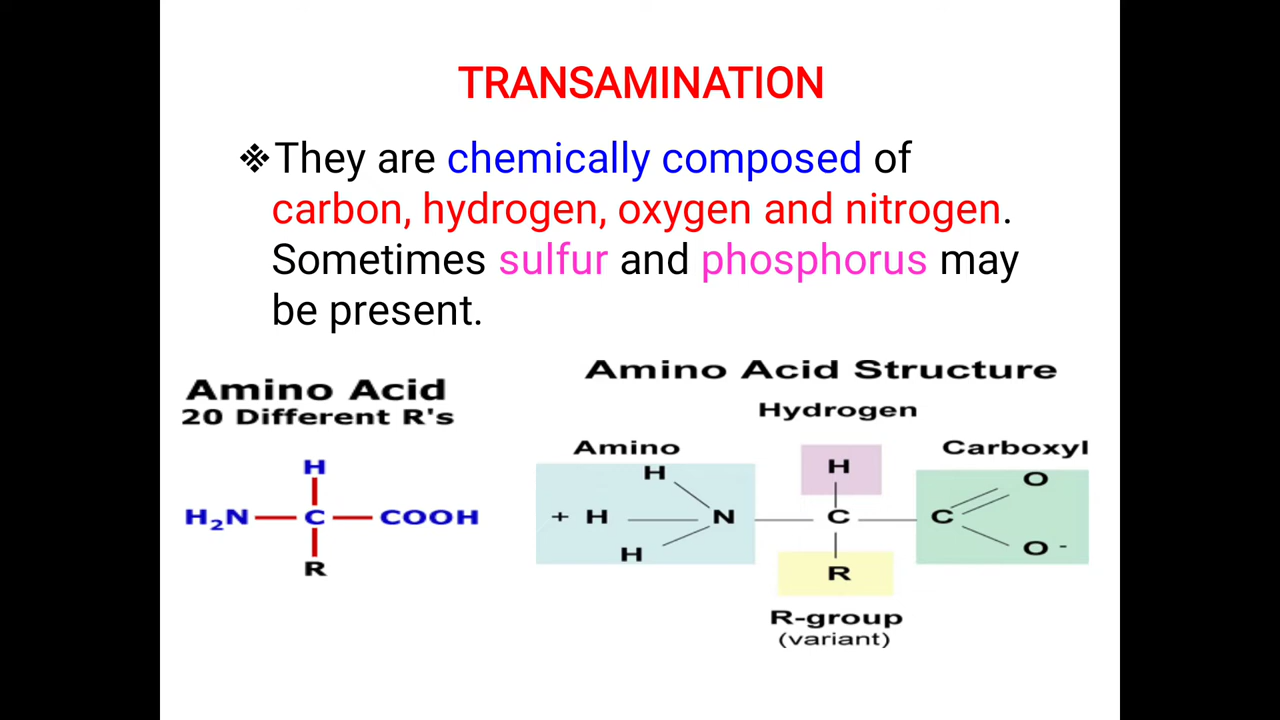 TRANSAMINATION
❖They are chemically composed of
carbon, hydrogen, oxygen and nitrogen.
Sometimes sulfur and phosphorus may
be present.
Amino Acid
20 Different R's
H
H₂N C COOH
R
Amino Acid Structure
Hydrogen
Amino Carboxyl
H H O
+ H N C C
H O -
R
R-group
(variant)